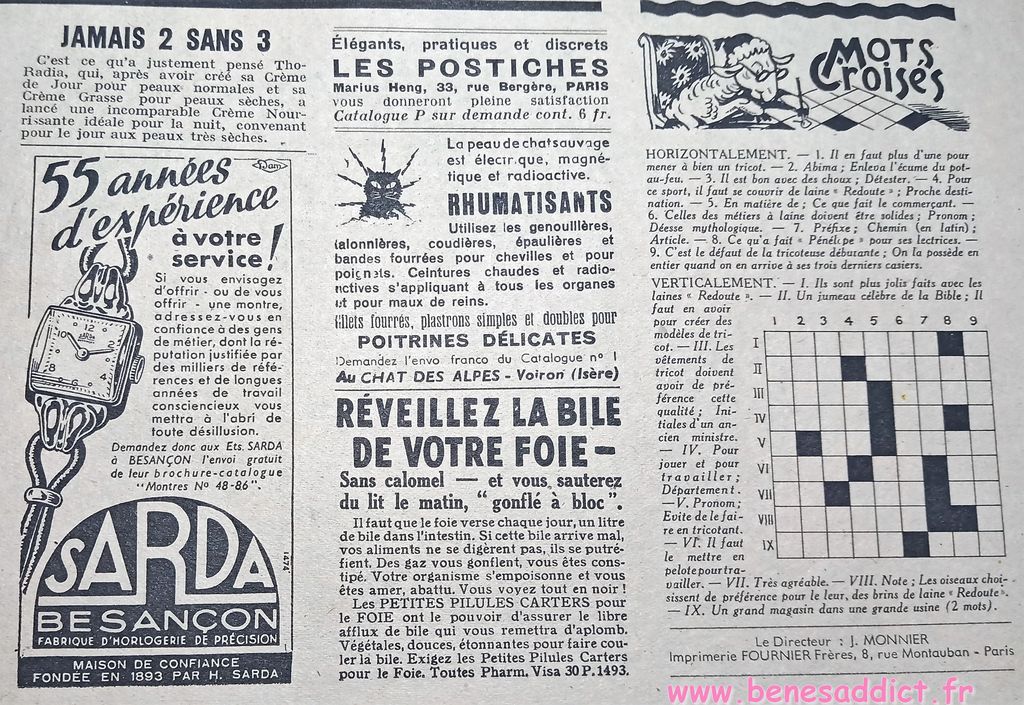 JAMAIS 2 SANS 3
C'est ce qu'a justement pensé Tho-
Radia, qui, après avoir créé sa Crème
de Jour pour peaux normales et sa
Crème Grasse pour peaux sèches, a
lancé une incomparable Crème Nour-
rissante idéale pour la nuit, convenant
pour le jour aux peaux très sèches.
55 années
d'expérience
à votre
service!
Si vous envisagez
d'offrir - ou de vous
offrir - une montre,
adressez-vous en
confiance à des gens
de métier, dont la ré-
putation justifiée par
des milliers de réfé-
rences et de longues
années de travail
consciencieux vous
mettra à l'abri de
toute désillusion.
Demandez donc aux Ets. SARDA
à BESANÇON l'envoi gratuit
de leur brochure-catalogue
"Montres No 48-86".
SARDA
BESANÇON
FABRIQUE D'HORLOGERIE DE PRÉCISION
MAISON DE CONFIANCE
FONDÉE EN 1893 PAR H. SARDA
1474
Élégants, pratiques et discrets
LES POSTICHES
Marius Heng, 33, rue Bergère, PARIS
vous donneront pleine satisfaction
Catalogue P sur demande cont. 6 fr.
La peau de chat sauvage
est électrique, magné-
tique et radioactive.
RHUMATISANTS
Utilisez les genouillères,
talonnières, coudières, épaulières et
bandes fourrées pour chevilles et pour
poignets. Ceintures chaudes et radio-
actives s'appliquant à tous les organes
et pour maux de reins.
Gilets fourrés, plastrons simples et doubles pour
POITRINES DÉLICATES
Demandez l'envo franco du Catalogue n° 1
Au CHAT DES ALPES - Voiron (Isère)
RÉVEILLEZ LA BILE
DE VOTRE FOIE -
Sans calomel — et vous sauterez
du lit le matin, "gonflé à bloc".
Il faut que le foie verse chaque jour, un litre
de bile dans l'intestin. Si cette bile arrive mal,
vos aliments ne se digèrent pas, ils se putré-
fient. Des gaz vous gonflent, vous êtes cons-
tipé. Votre organisme s'empoisonne et vous
êtes amer, abattu. Vous voyez tout en noir !
Les PETITES PILULES CARTERS pour
le FOIE ont le pouvoir d'assurer le libre
afflux de bile qui vous remettra d'aplomb.
Végétales, douces, étonnantes pour faire cou-
ler la bile. Exigez les Petites Pilules Carters
pour le Foie. Toutes Pharm. Visa 30 P. 1493.
MOTS
Croisés
HORIZONTALEMENT. — 1. Il en faut plus d'une pour
mener à bien un tricot. — 2. Abima ; Enleva l'écume du pot-
au-feu. — 3. Il est bon avec des choux ; Détester. — 4. Pour
ce sport, il faut se couvrir de laine « Redoute » ; Proche desti-
nation. — 5. En matière de ; Ce que fait le commerçant. —
6. Celles des métiers à laine doivent être solides ; Pronom ;
Déesse mythologique. — 7. Préfixe ; Chemin (en latin) ;
Article. — 8. Ce qu'a fait « Pénélope » pour ses lectrices. —
9. C'est le défaut de la tricoteuse débutante ; On la possède en
entier quand on en arrive à ses trois derniers casiers.
VERTICALEMENT. — I. Ils sont plus jolis faits avec les
laines « Redoute ». — II. Un jumeau célèbre de la Bible ; Il
faut en avoir
pour créer des
modèles de tri-
cot. — III. Les
vêtements de
tricot doivent
avoir de pré-
férence cette
qualité ; Ini-
tiales d'un an-
cien ministre.
— IV. Pour
jouer et pour
travailler ;
Département.
— V. Pronom ;
Evite de le fai-
re en tricotant.
— VI. Il faut
le mettre en
pelote pour tra-
vailler. — VII. Très agréable. — VIII. Note ; Les oiseaux choi-
sissent de préférence pour le leur, des brins de laine « Redoute ».
— IX. Un grand magasin dans une grande usine (2 mots).
1 2 3 4 5 6 7 8 9
I
II
III
IV
V
VI
VII
VIII
IX
Le Directeur : J. MONNIER
Imprimerie FOURNIER Frères, 8, rue Montauban - Paris
www.benesaddict.fr